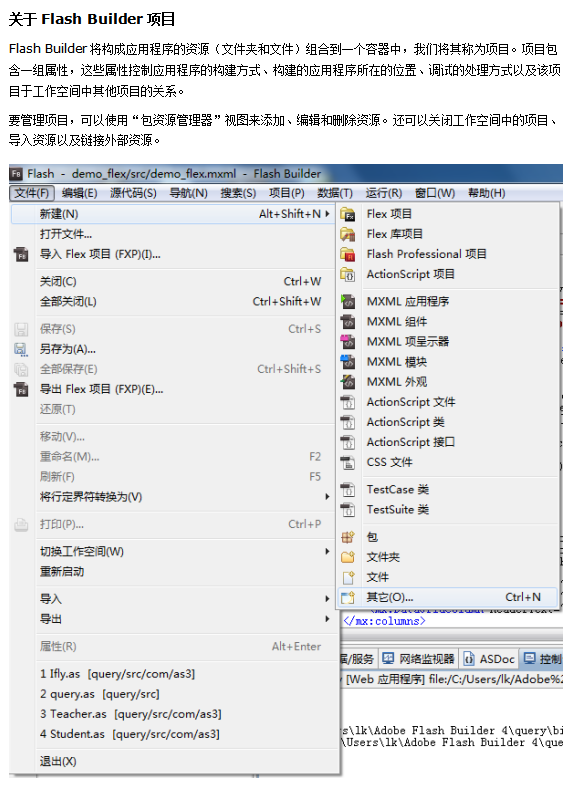 关于 Flash Builder 项目
Flash Builder 将构成应用程序的资源（文件夹和文件）组合到一个容器中，我们将其称为项目。项目包
含一组属性，这些属性控制应用程序的构建方式、构建的应用程序所在的位置、调试的处理方式以及该项
目于工作空间中其他项目的关系。
要管理项目，可以使用“包资源管理器”视图来添加、编辑和删除资源。还可以关闭工作空间中的项目、
导入资源以及链接外部资源。
Flash - demo_flex/src/demo_flex.mxml - Flash Builder
文件(F) 编辑(E) 源代码(S) 导航(N) 搜索(S) 项目(P) 数据(T) 运行(R) 窗口(W) 帮助(H)
新建(N) Alt+Shift+N
打开文件...
导入 Flex 项目 (FXP)(I)...
关闭(C) Ctrl+W
全部关闭(L) Ctrl+Shift+W
保存(S) Ctrl+S
另存为(A)...
全部保存(E) Ctrl+Shift+S
导出 Flex 项目 (FXP)(E)...
还原(T)
移动(V)...
重命名(M)... F2
刷新(F) F5
将行定界符转换为(V)
打印(P)... Ctrl+P
切换工作空间(W)
重新启动
导入
导出
属性(R) Alt+Enter
1 Ifly.as [query/src/com/as3]
2 query.as [query/src]
3 Teacher.as [query/src/com/as3]
4 Student.as [query/src/com/as3]
退出(X)
Flex 项目
Flex 库项目
Flash Professional 项目
ActionScript 项目
MXML 应用程序
MXML 组件
MXML 项呈示器
MXML 模块
MXML 外观
ActionScript 文件
ActionScript 类
ActionScript 接口
CSS 文件
TestCase 类
TestSuite 类
包
文件夹
文件
其它(O)... Ctrl+N
</mx:columns>
/服务 网络监视器 ASDoc 控制
[Web 应用程序] file:/C:/Users/lk/Adobe%2
s\lk\Adobe Flash Builder 4\query\bi
\Users\lk\Adobe Flash Builder 4\que